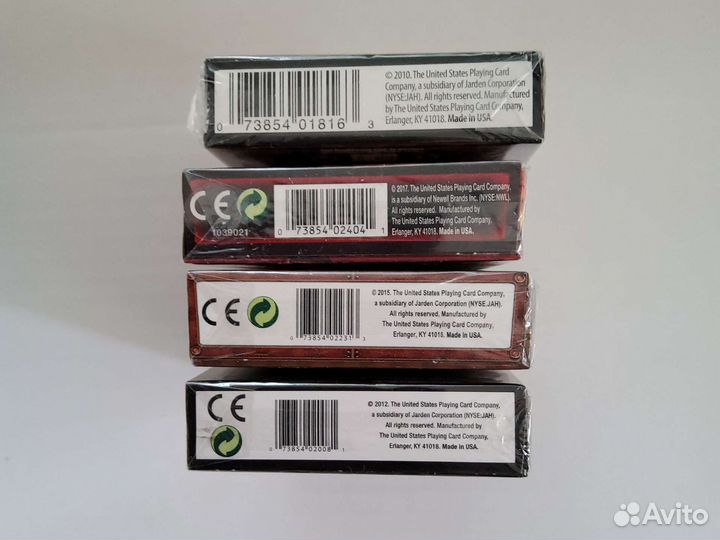 © 2010. The United States Playing Card
Company, a subsidiary of Jarden Corporation
(NYSE:JAH). All rights reserved. Manufactured
by The United States Playing Card Company,
Erlanger, KY 41018. Made in USA.
0 73854 01816 3
CE
1039021
0 73854 02404 1
© 2017. The United States Playing Card Company,
is a subsidiary of Newell Brands Inc. (NYSE:NWL)
All rights reserved. Manufactured by
The United States Playing Card Company,
Erlanger, KY 41018. Made in USA.
CE
0 73854 02231 3
© 2015. The United States Playing Card Company,
a subsidiary of Jarden Corporation (NYSE:JAH).
All rights reserved. Manufactured by
The United States Playing Card Company,
Erlanger, KY 41018. Made in USA.
CE
0 73854 02008 1
© 2012. The United States Playing Card Company,
a subsidiary of Jarden Corporation (NYSE:JAH).
All rights reserved. Manufactured by
The United States Playing Card Company,
Erlanger, KY 41018. Made in USA.
Avito